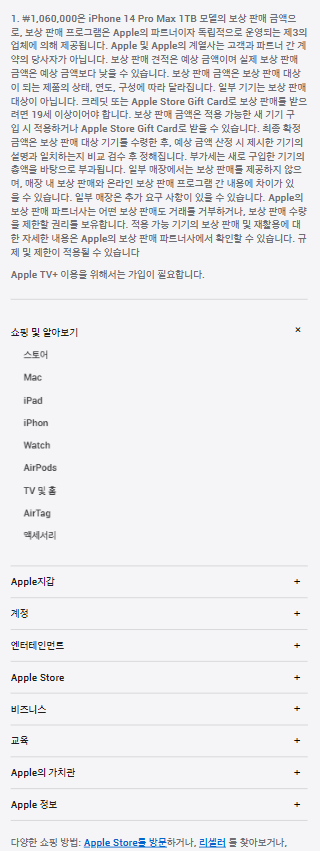 1. ₩1,060,000은 iPhone 14 Pro Max 1TB 모델의 보상 판매 금액으
로, 보상 판매 프로그램은 Apple의 파트너이자 독립적으로 운영되는 제3의
업체에 의해 제공됩니다. Apple 및 Apple의 계열사는 고객과 파트너 간 계
약의 당사자가 아닙니다. 보상 판매 견적은 예상 금액이며 실제 보상 판매
금액은 예상 금액보다 낮을 수 있습니다. 보상 판매 금액은 보상 판매 대상
이 되는 제품의 상태, 연도, 구성에 따라 달라집니다. 일부 기기는 보상 판매
대상이 아닙니다. 크레딧 또는 Apple Store Gift Card로 보상 판매를 받으
려면 19세 이상이어야 합니다. 보상 판매 금액은 적용 가능한 새 기기 구
입 시 적용하거나 Apple Store Gift Card로 받을 수 있습니다. 최종 확정
금액은 보상 판매 대상 기기를 수령한 후, 예상 금액 산정 시 제시한 기기의
설명과 일치하는지 비교 검수 후 정해집니다. 부가세는 새로 구입한 기기의
총액을 바탕으로 부과됩니다. 일부 매장에서는 보상 판매를 제공하지 않으
며, 매장 내 보상 판매와 온라인 보상 판매 프로그램 간 내용에 차이가 있
을 수 있습니다. 일부 매장은 추가 요구 사항이 있을 수 있습니다. Apple의
보상 판매 파트너사는 어떤 보상 판매도 거래를 거부하거나, 보상 판매 수량
을 제한할 권리를 보유합니다. 적용 가능 기기의 보상 판매 및 재활용에 대
한 자세한 내용은 Apple의 보상 판매 파트너사에서 확인할 수 있습니다. 규
제 및 제한이 적용될 수 있습니다
Apple TV+ 이용을 위해서는 가입이 필요합니다.
쇼핑 및 알아보기 ×
스토어
Mac
iPad
iPhon
Watch
AirPods
TV 및 홈
AirTag
액세서리
Apple지갑 +
계정 +
엔터테인먼트 +
Apple Store +
비즈니스 +
교육 +
Apple의 가치관 +
Apple 정보 +
다양한 쇼핑 방법: Apple Store를 방문하거나, 리셀러 를 찾아보거나,